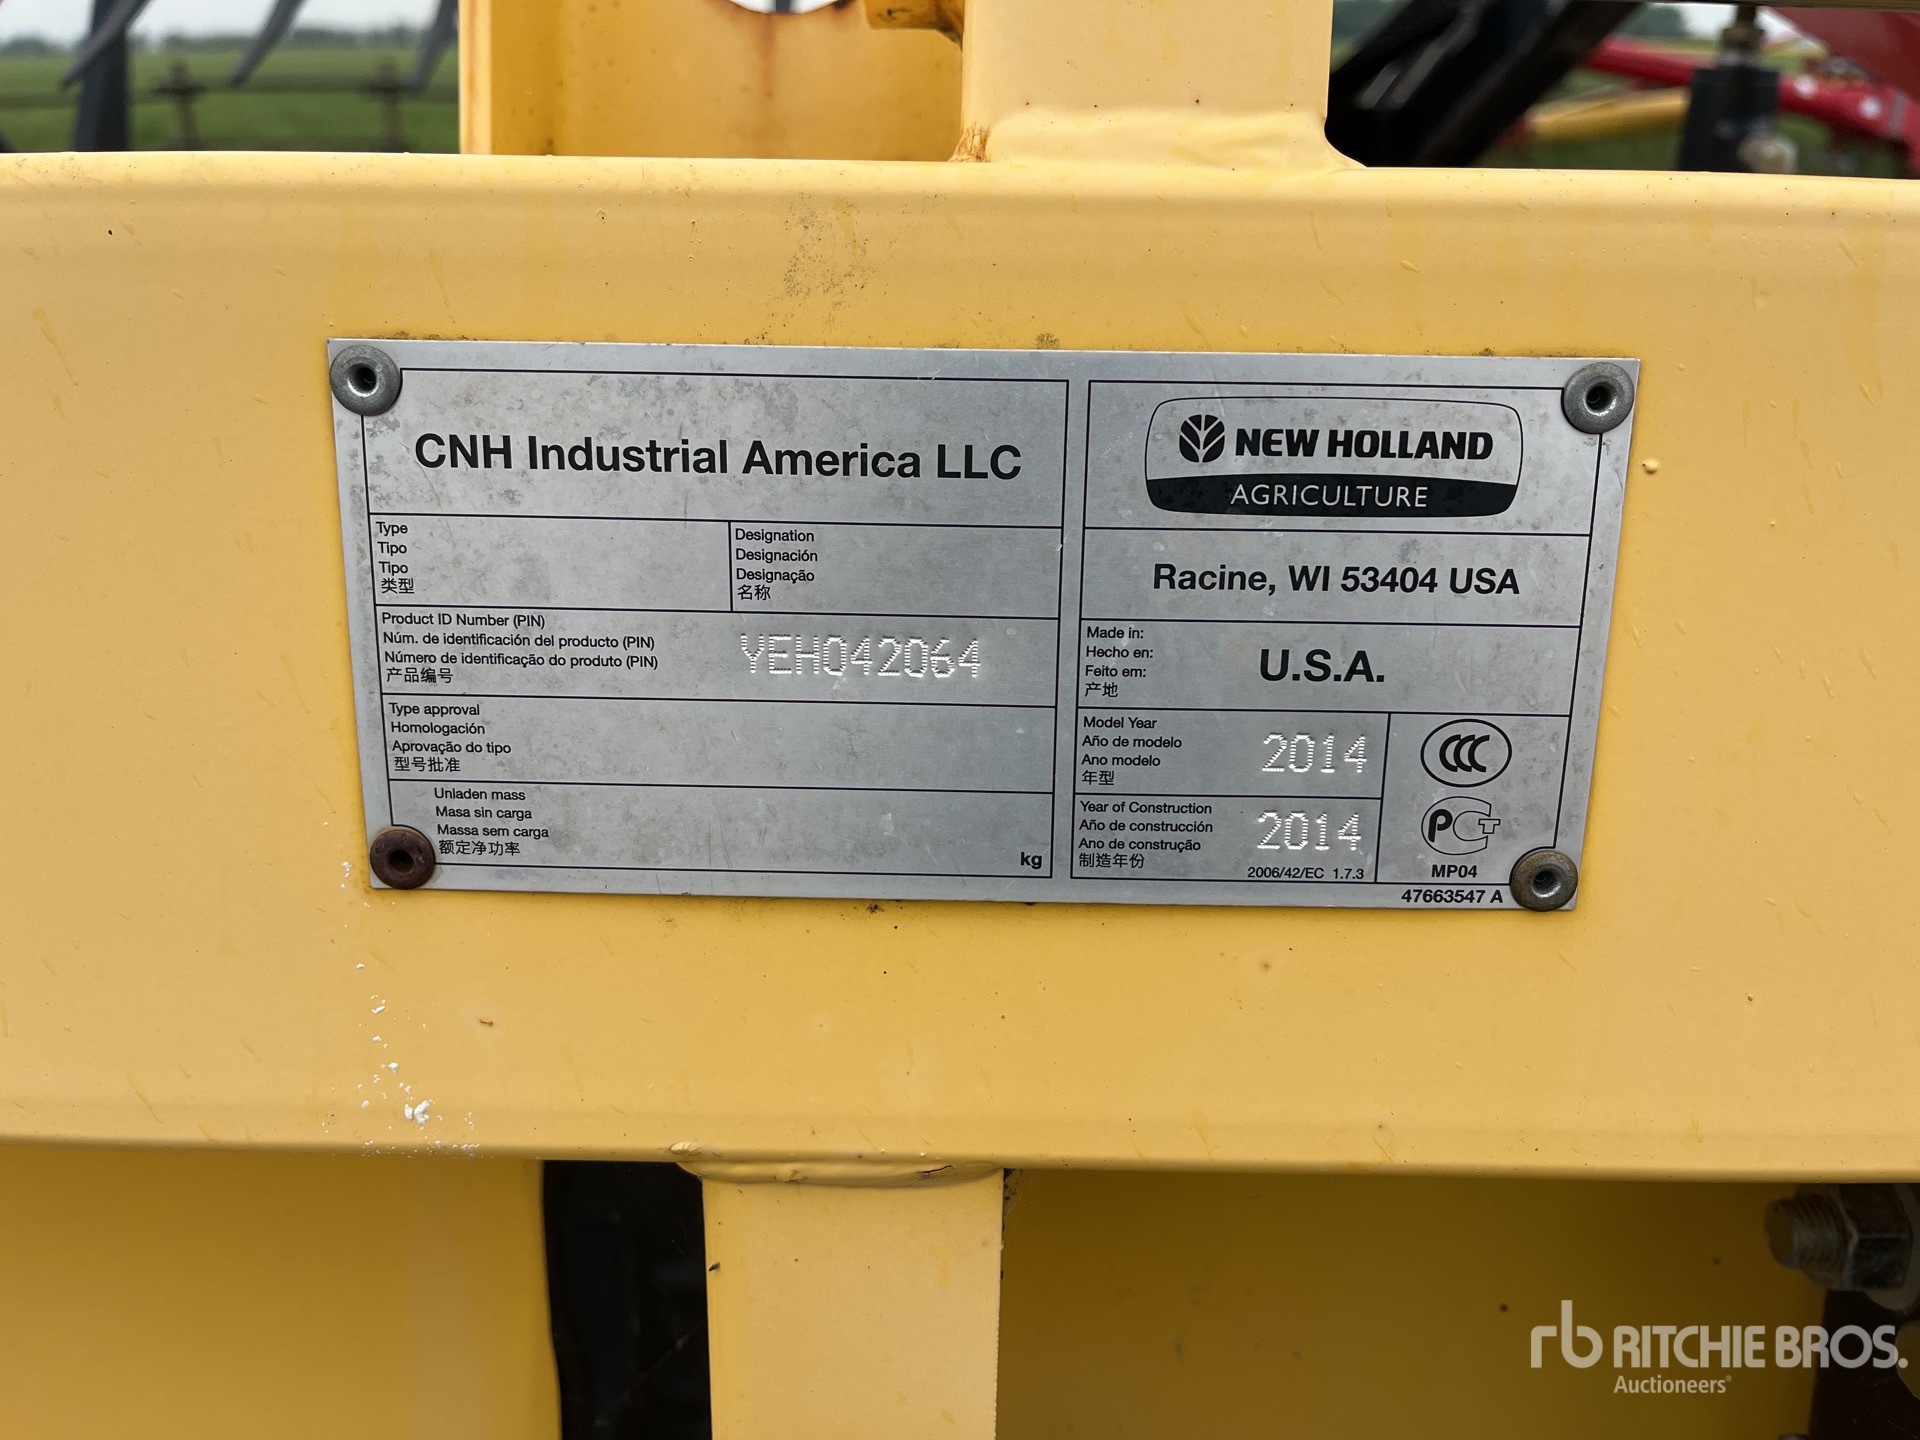 CNH Industrial America LLC
Type
Tipo
Tipo
类型
Designation
Designación
Designação
名称
Product ID Number (PIN)
Núm. de identificación del producto (PIN)
Número de identificação do produto (PIN)
产品编号
YEH042064
Type approval
Homologación
Aprovação do tipo
型号批准
Unladen mass
Masa sin carga
Massa sem carga
额定净功率
kg
NEW HOLLAND
AGRICULTURE
Racine, WI 53404 USA
Made in:
Hecho en:
Feito em:
产地
U.S.A.
Model Year
Año de modelo
Ano modelo
年型
2014
Year of Construction
Año de construcción
Ano de construção
制造年份
2014
2006/42/EC 1.7.3
CCC
PCT
MP04
47663547 A
rb RITCHIE BROS.
Auctioneers®